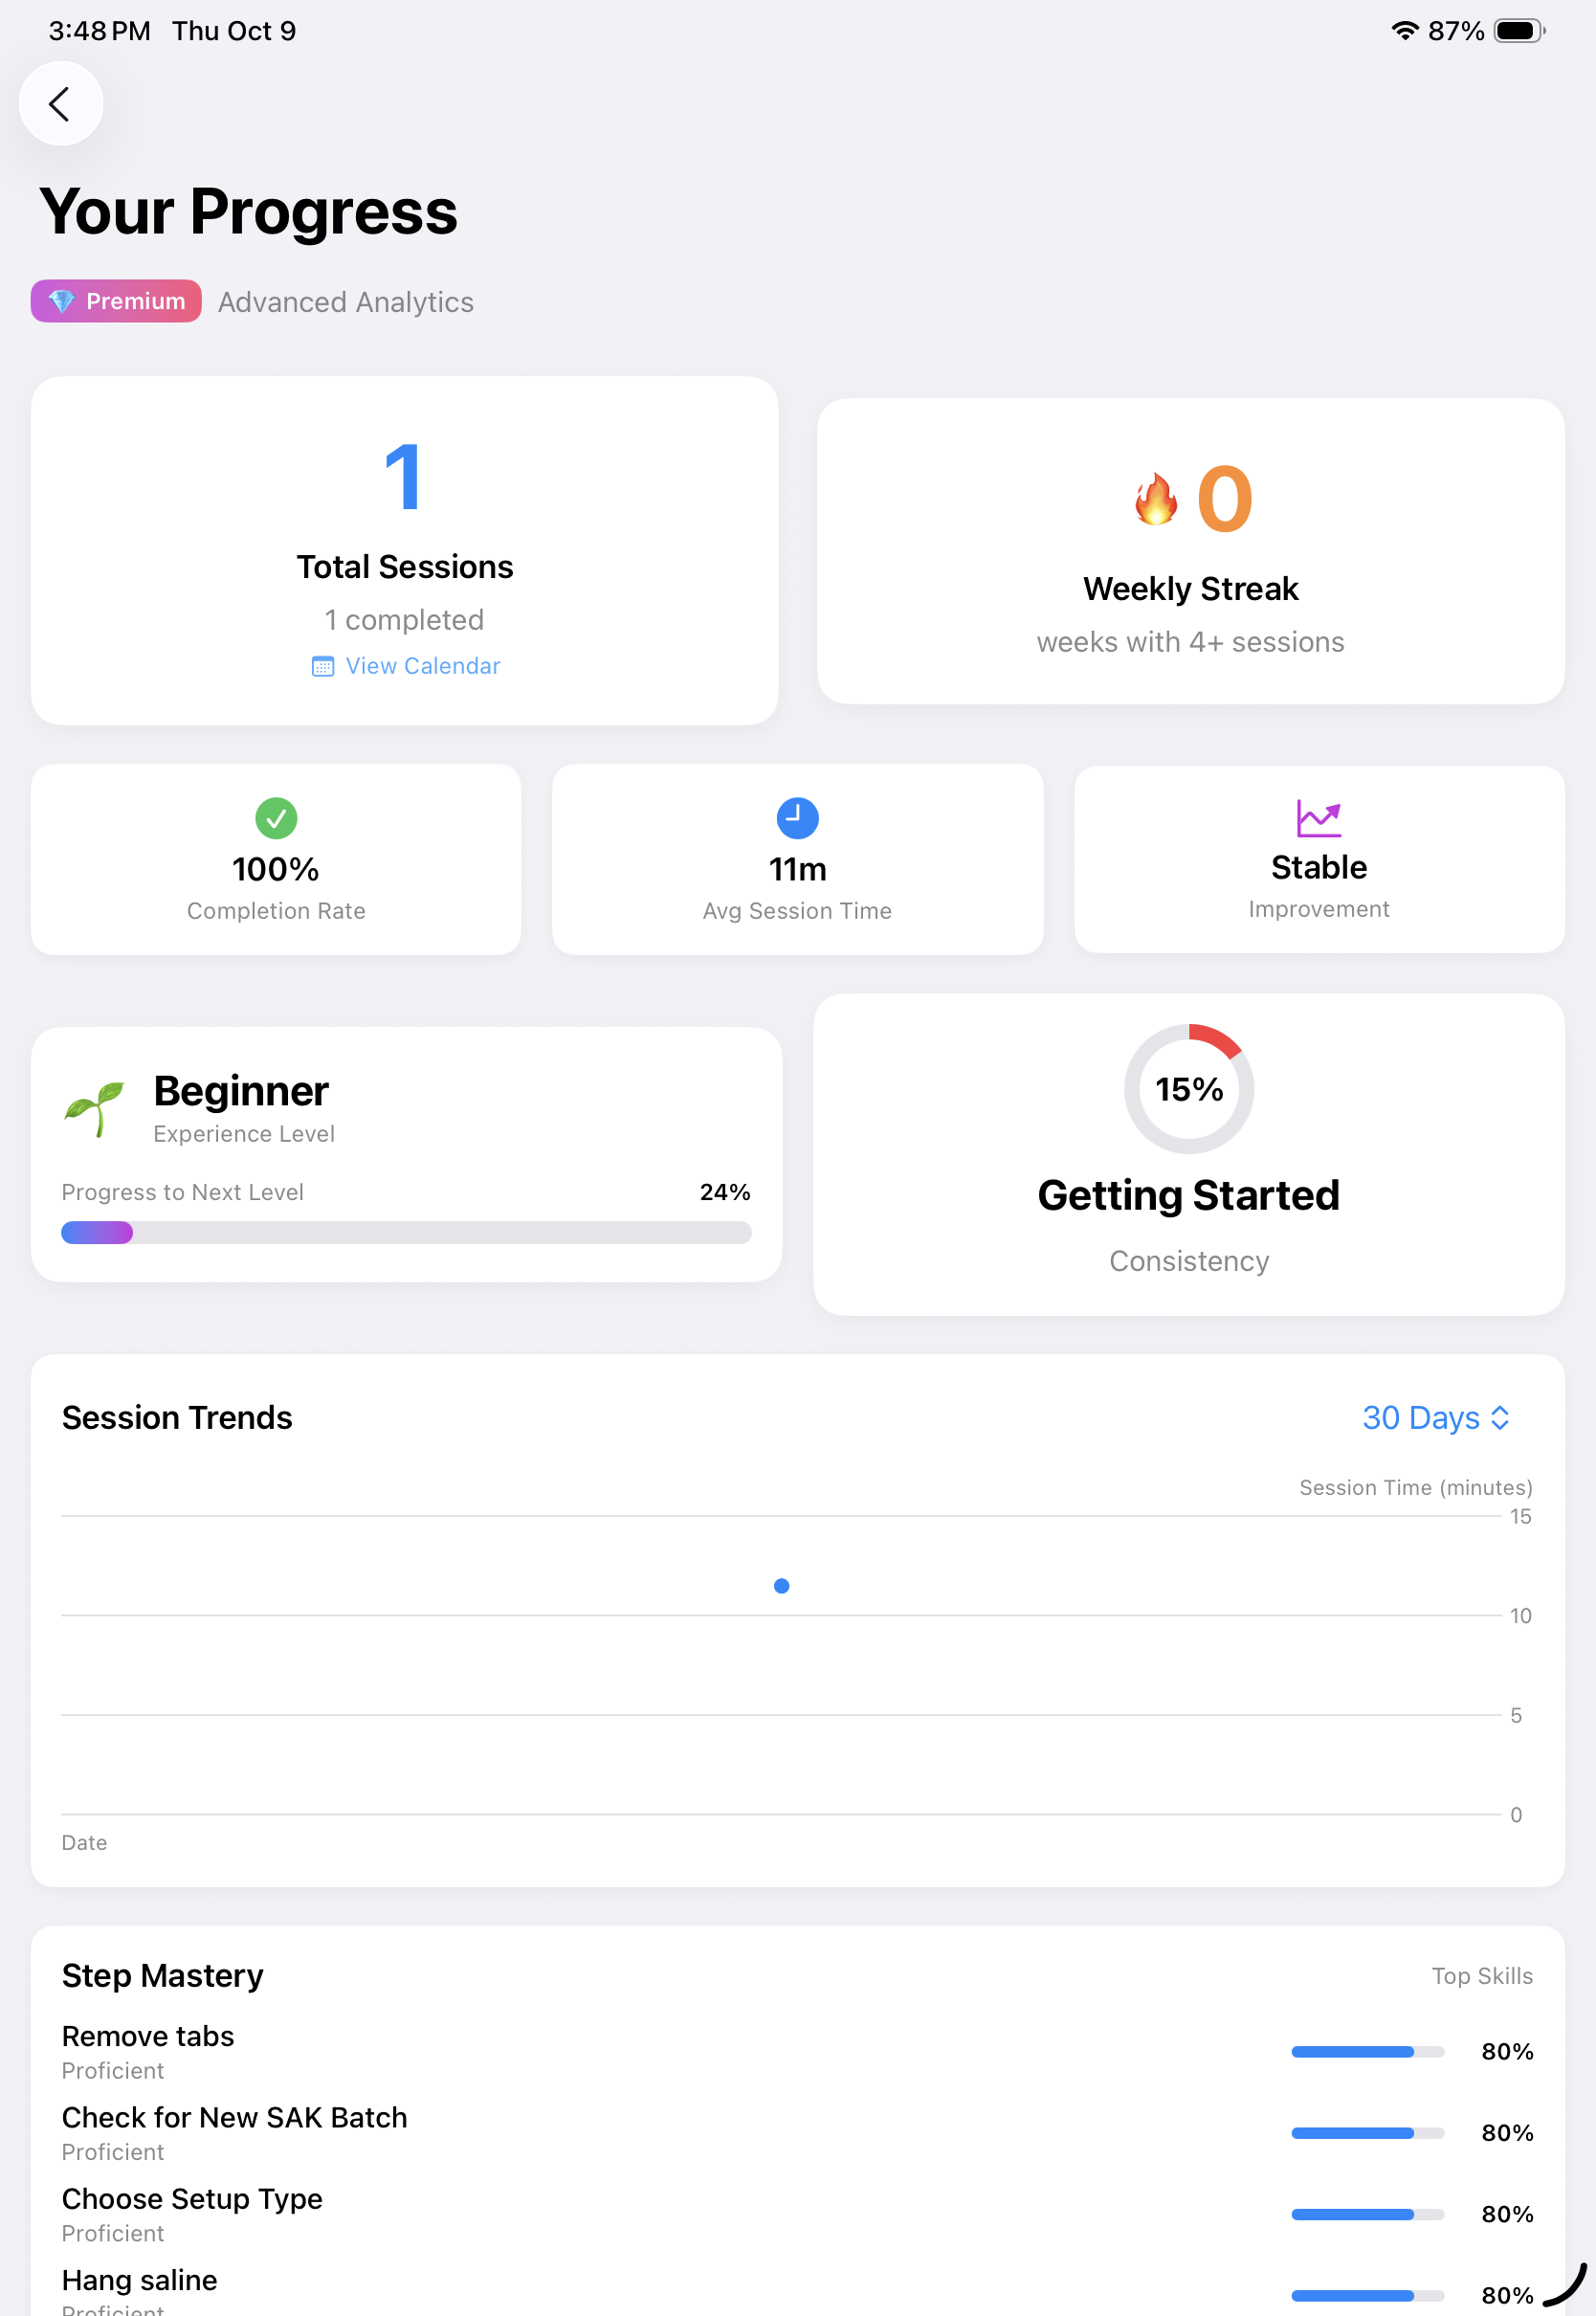 3:48 PM Thu Oct 9
87%
Your Progress
Premium Advanced Analytics
1
Total Sessions
1 completed
View Calendar
0
Weekly Streak
weeks with 4+ sessions
100%
Completion Rate
11m
Avg Session Time
Stable
Improvement
Beginner
Experience Level
Progress to Next Level 24%
15%
Getting Started
Consistency
Session Trends 30 Days
Session Time (minutes)
15
10
5
0
Date
Step Mastery Top Skills
Remove tabs
Proficient
80%
Check for New SAK Batch
Proficient
80%
Choose Setup Type
Proficient
80%
Hang saline
Proficient
80%